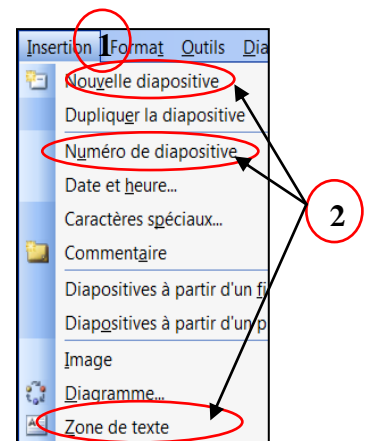 Insertion 1 Format Outils Dia
Nouvelle diapositive
Dupliquer la diapositive
Numéro de diapositive
Date et heure...
Caractères spéciaux...
2
Commentaire
Diapositives à partir d'un fi
Diapositives à partir d'un p
Image
Diagramme...
Zone de texte